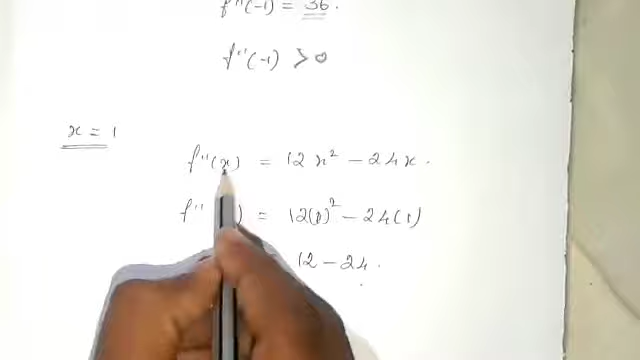 f''(-1) = 36.
f''(-1) > 0
x = 1
f''(x) = 12x² - 24x.
f'' ) = 12(1)² - 24(1)
12 - 24.